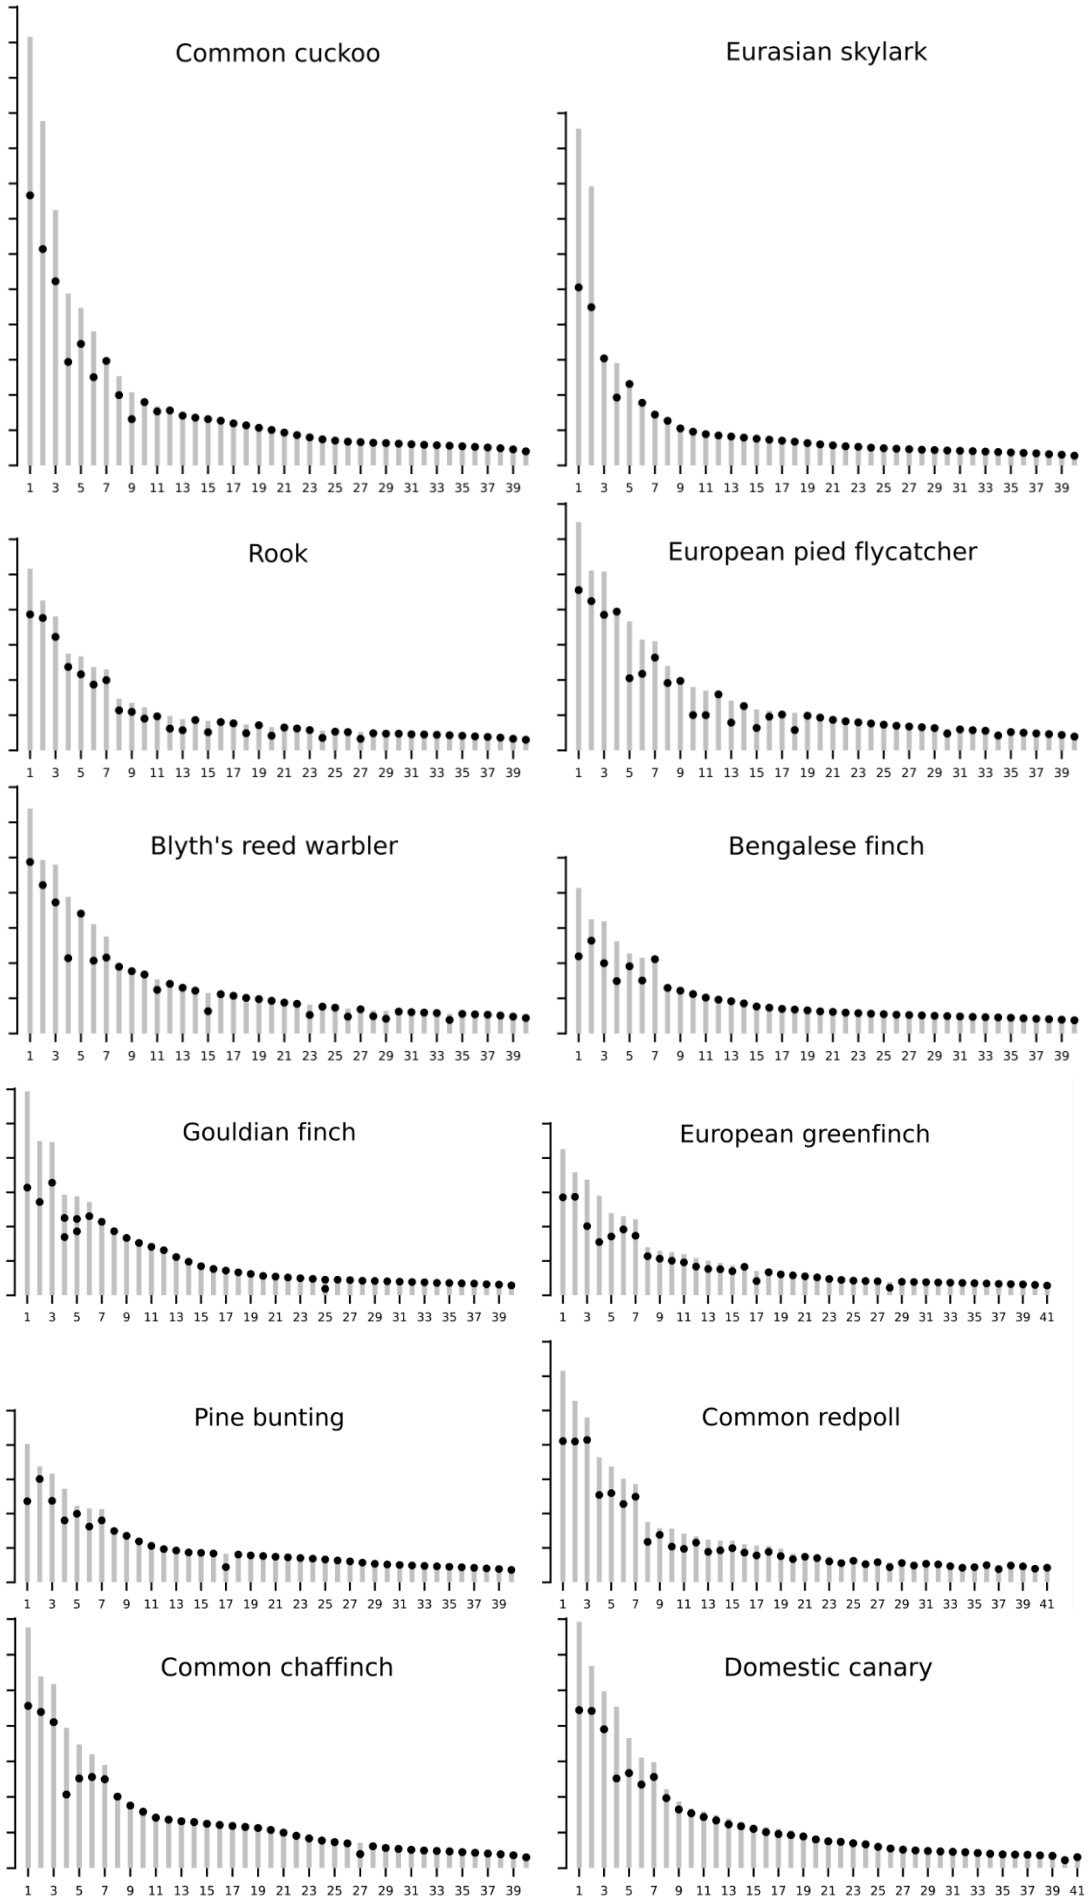 Common cuckoo
Eurasian skylark
1 3 5 7 9 11 13 15 17 19 21 23 25 27 29 31 33 35 37 39
1 3 5 7 9 11 13 15 17 19 21 23 25 27 29 31 33 35 37 39
Rook
European pied flycatcher
1 3 5 7 9 11 13 15 17 19 21 23 25 27 29 31 33 35 37 39
1 3 5 7 9 11 13 15 17 19 21 23 25 27 29 31 33 35 37 39
Blyth's reed warbler
Bengalese finch
1 3 5 7 9 11 13 15 17 19 21 23 25 27 29 31 33 35 37 39
1 3 5 7 9 11 13 15 17 19 21 23 25 27 29 31 33 35 37 39
Gouldian finch
European greenfinch
1 3 5 7 9 11 13 15 17 19 21 23 25 27 29 31 33 35 37 39
1 3 5 7 9 11 13 15 17 19 21 23 25 27 29 31 33 35 37 39 41
Pine bunting
Common redpoll
1 3 5 7 9 11 13 15 17 19 21 23 25 27 29 31 33 35 37 39
1 3 5 7 9 11 13 15 17 19 21 23 25 27 29 31 33 35 37 39 41
Common chaffinch
Domestic canary
1 3 5 7 9 11 13 15 17 19 21 23 25 27 29 31 33 35 37 39
1 3 5 7 9 11 13 15 17 19 21 23 25 27 29 31 33 35 37 39 41